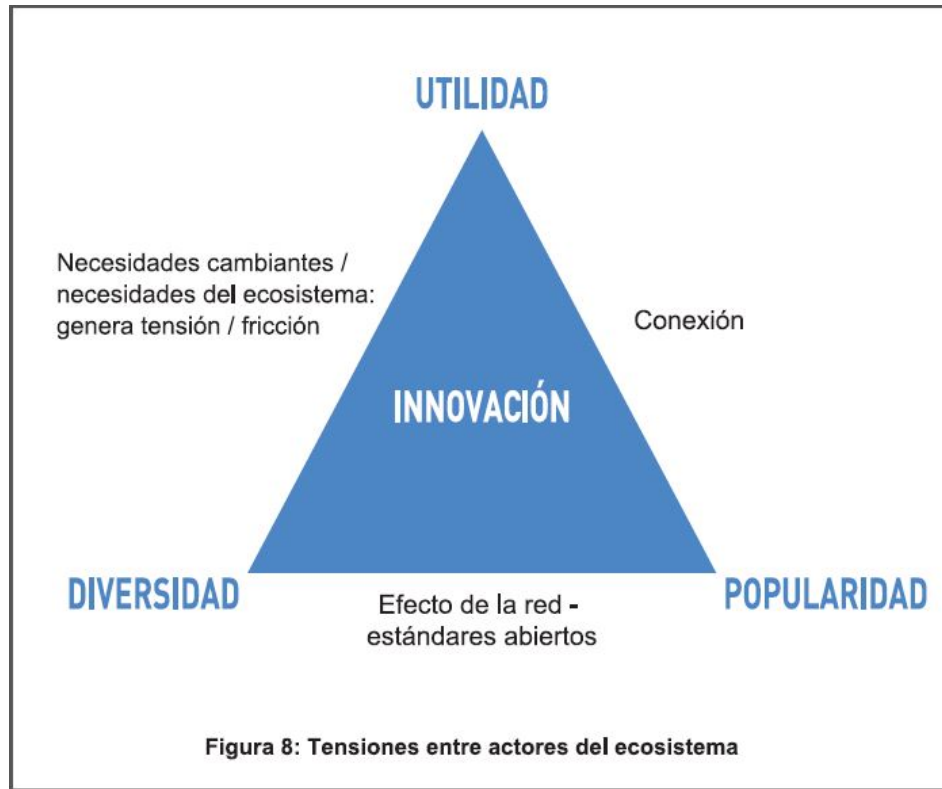 UTILIDAD
Necesidades cambiantes /
necesidades del ecosistema:
genera tensión / fricción
Conexión
INNOVACIÓN
DIVERSIDAD
Efecto de la red -
estándares abiertos
POPULARIDAD
Figura 8: Tensiones entre actores del ecosistema